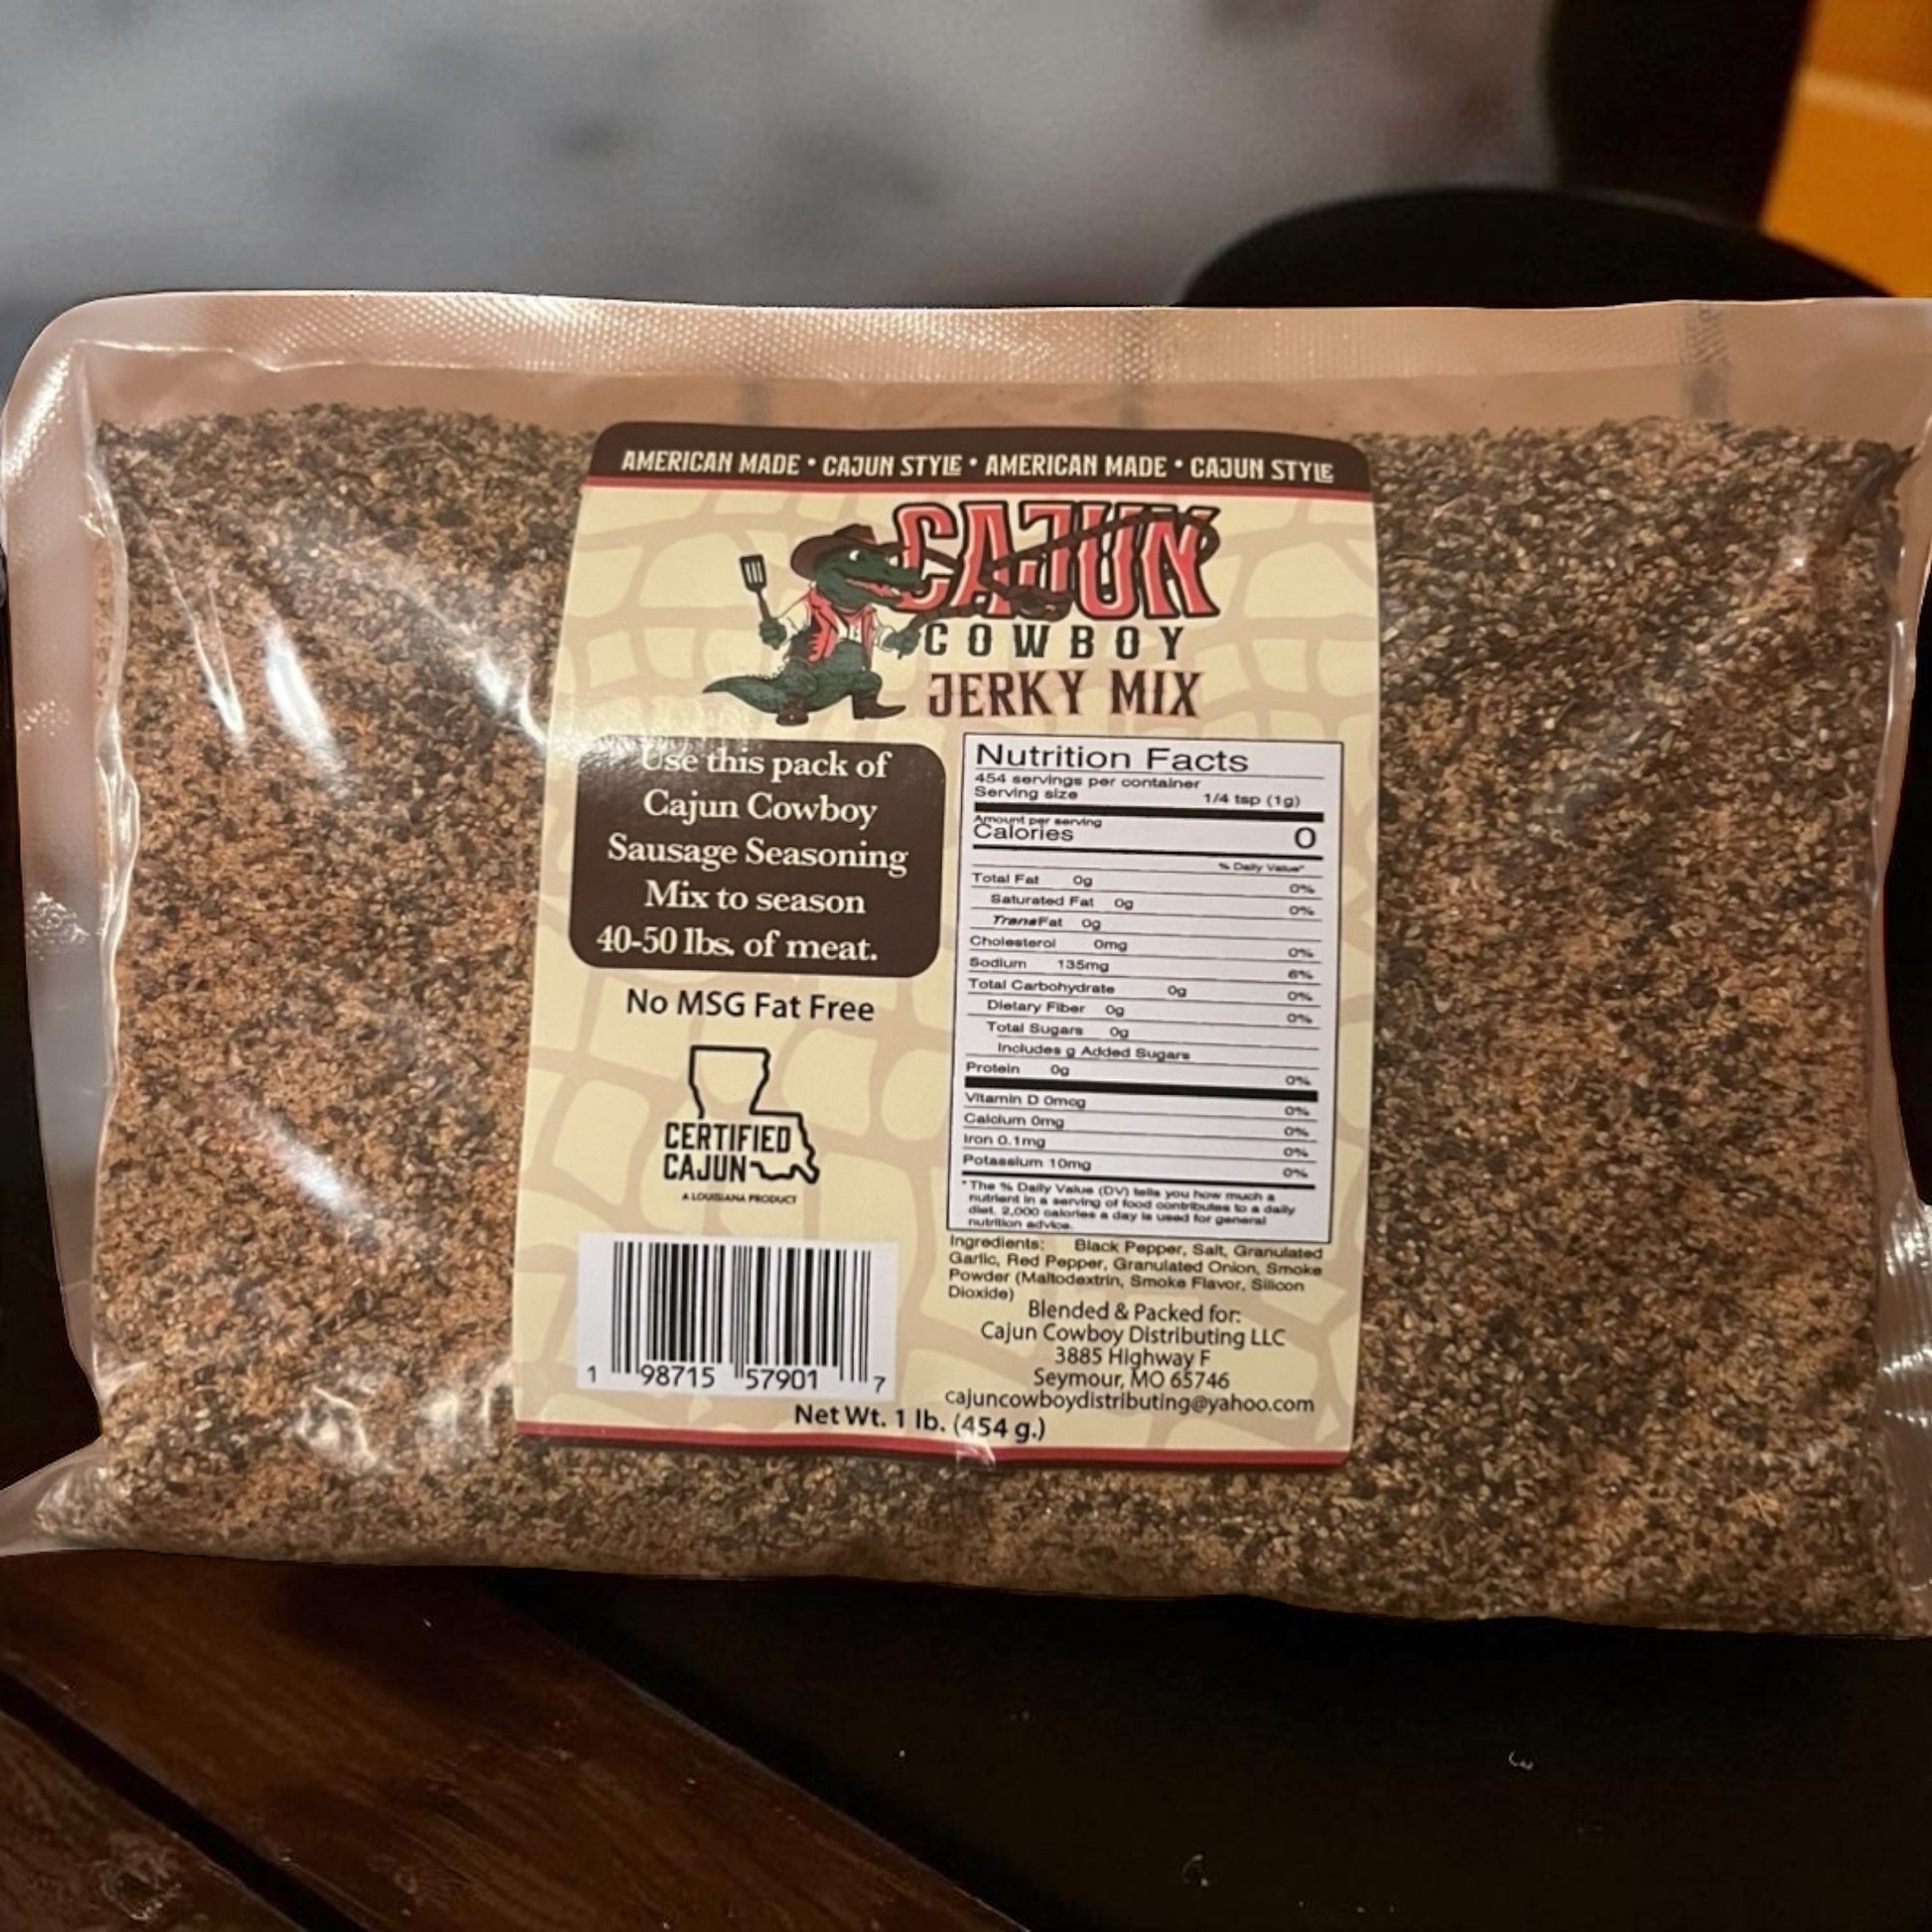 AMERICAN MADE • CAJUN STYLE • AMERICAN MADE • CAJUN STYLE
CAJUN
COWBOY
JERKY MIX
Use this pack of
Cajun Cowboy
Sausage Seasoning
Mix to season
40-50 lbs. of meat.
No MSG Fat Free
CERTIFIED
CAJUN
A LOUISIANA PRODUCT
1 98715 57901 7
Nutrition Facts
454 servings per container
Serving size 1/4 tsp (1g)
Amount per serving
Calories 0
% Daily Value*
Total Fat 0g 0%
Saturated Fat 0g 0%
Trans Fat 0g
Cholesterol 0mg 0%
Sodium 135mg 6%
Total Carbohydrate 0g 0%
Dietary Fiber 0g 0%
Total Sugars 0g
Includes g Added Sugars
Protein 0g 0%
Vitamin D 0mcg 0%
Calcium 0mg 0%
Iron 0.1mg 0%
Potassium 10mg 0%
*The % Daily Value (DV) tells you how much a
nutrient in a serving of food contributes to a daily
diet. 2,000 calories a day is used for general
nutrition advice.
Ingredients: Black Pepper, Salt, Granulated
Garlic, Red Pepper, Granulated Onion, Smoke
Powder (Maltodextrin, Smoke Flavor, Silicon
Dioxide)
Blended & Packed for:
Cajun Cowboy Distributing LLC
3885 Highway F
Seymour, MO 65746
cajuncowboydistributing@yahoo.com
Net Wt. 1 lb. (454 g.)